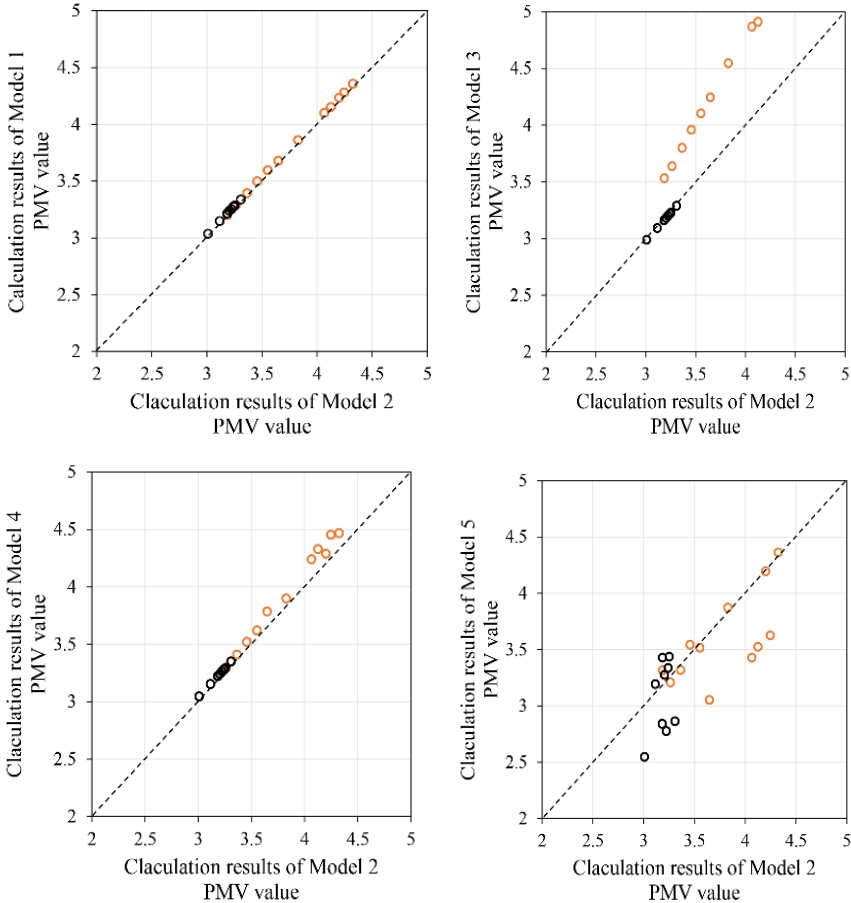 Calculation results of Model 1
PMV value
5
4.5
4
3.5
3
2.5
2
2 2.5 3 3.5 4 4.5 5
Claculation results of Model 2
PMV value
Claculation results of Model 3
PMV value
5
4.5
4
3.5
3
2.5
2
2 2.5 3 3.5 4 4.5 5
Claculation results of Model 2
PMV value
Claculation results of Model 4
PMV value
5
4.5
4
3.5
3
2.5
2
2 2.5 3 3.5 4 4.5 5
Claculation results of Model 2
PMV value
Claculation results of Model 5
PMV value
5
4.5
4
3.5
3
2.5
2
2 2.5 3 3.5 4 4.5 5
Claculation results of Model 2
PMV value